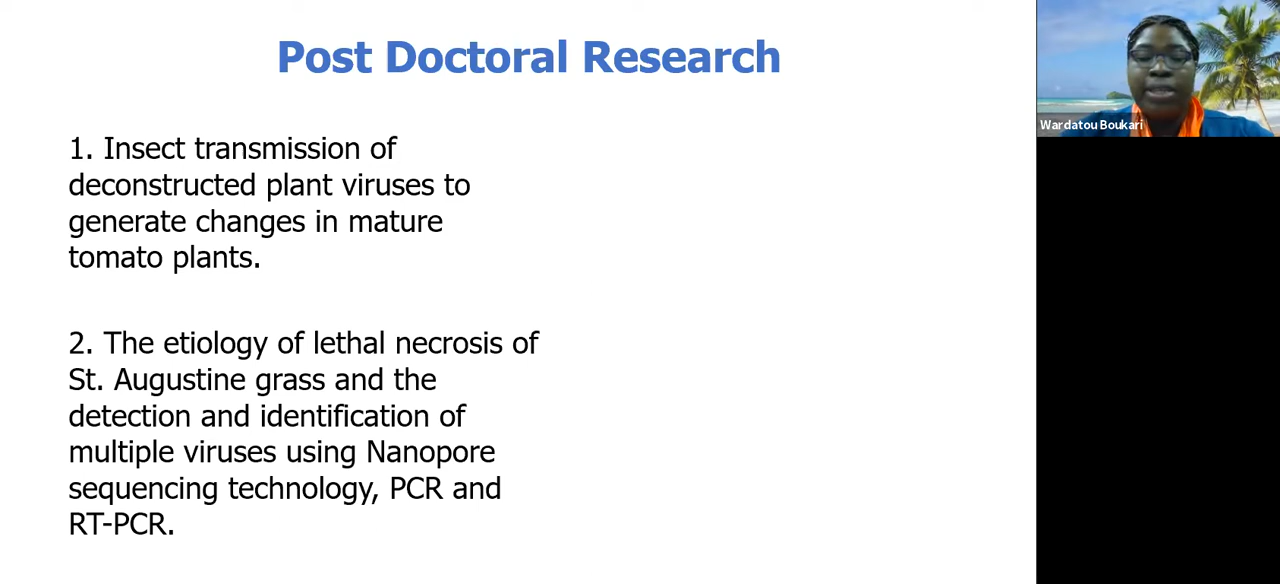 Post Doctoral Research
1. Insect transmission of
deconstructed plant viruses to
generate changes in mature
tomato plants.
2. The etiology of lethal necrosis of
St. Augustine grass and the
detection and identification of
multiple viruses using Nanopore
sequencing technology, PCR and
RT-PCR.
Wardatou Boukari